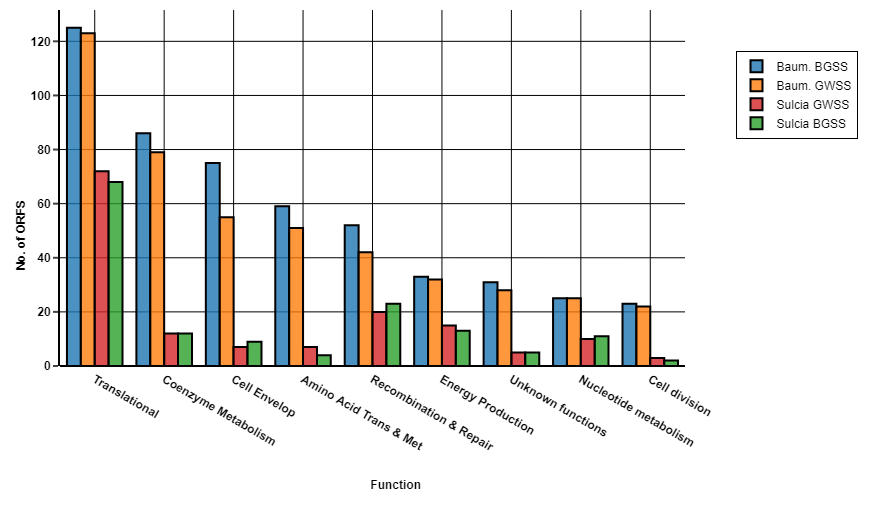 120
100
80
60
40
20
0
No. of ORFS
Translational
Coenzyme Metabolism
Cell Envelop
Amino Acid Trans & Met
Recombination & Repair
Energy Production
Unknown functions
Nucleotide metabolism
Cell division
Function
Baum. BGSS
Baum. GWSS
Sulcia GWSS
Sulcia BGSS